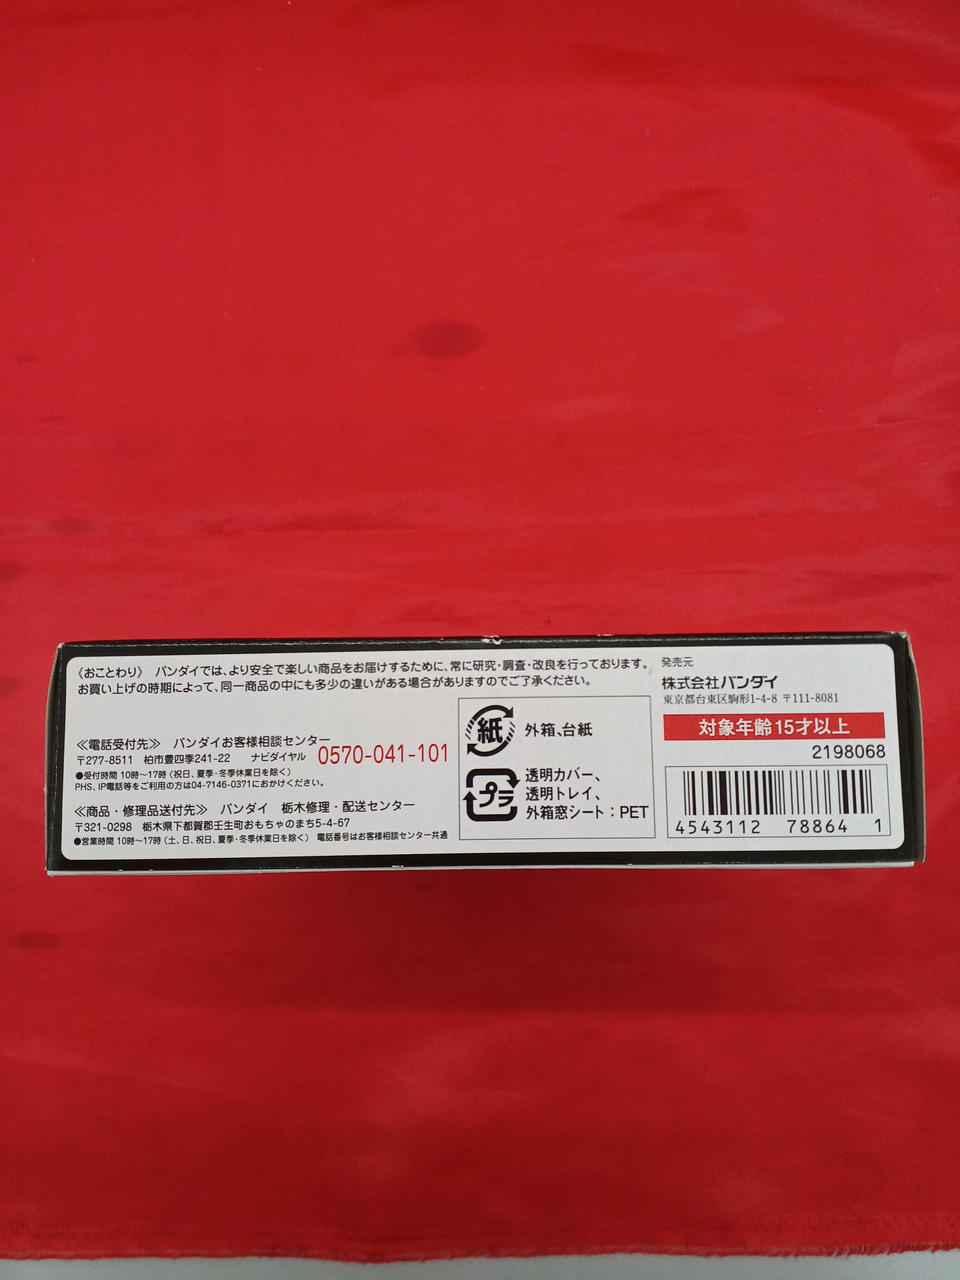 《おことわり》 バンダイでは、より安全で楽しい商品をお届けするために、常に研究・調査・改良を行っております。
お買い上げの時期によって、同一商品の中にも多少の違いがある場合がありますのでご了承ください。
≪電話受付先≫ バンダイお客様相談センター
〒277-8511 柏市豊四季241-22 ナビダイヤル 0570-041-101
●受付時間 10時〜17時（祝日、夏季・冬季休業日を除く）
PHS、IP電話等をご利用の方は04-7146-0371におかけください。
≪商品・修理品送付先≫ バンダイ 栃木修理・配送センター
〒321-0298 栃木県下都賀郡壬生町おもちゃのまち5-4-67
●営業時間 10時〜17時（土、日、祝日、夏季・冬季休業日を除く） 電話番号はお客様相談センター共通
紙
外箱、台紙
プラ
透明カバー、
透明トレイ、
外箱窓シート：PET
発売元
株式会社バンダイ
東京都台東区駒形1-4-8 〒111-8081
対象年齢15才以上
2198068
4543112 78864 1